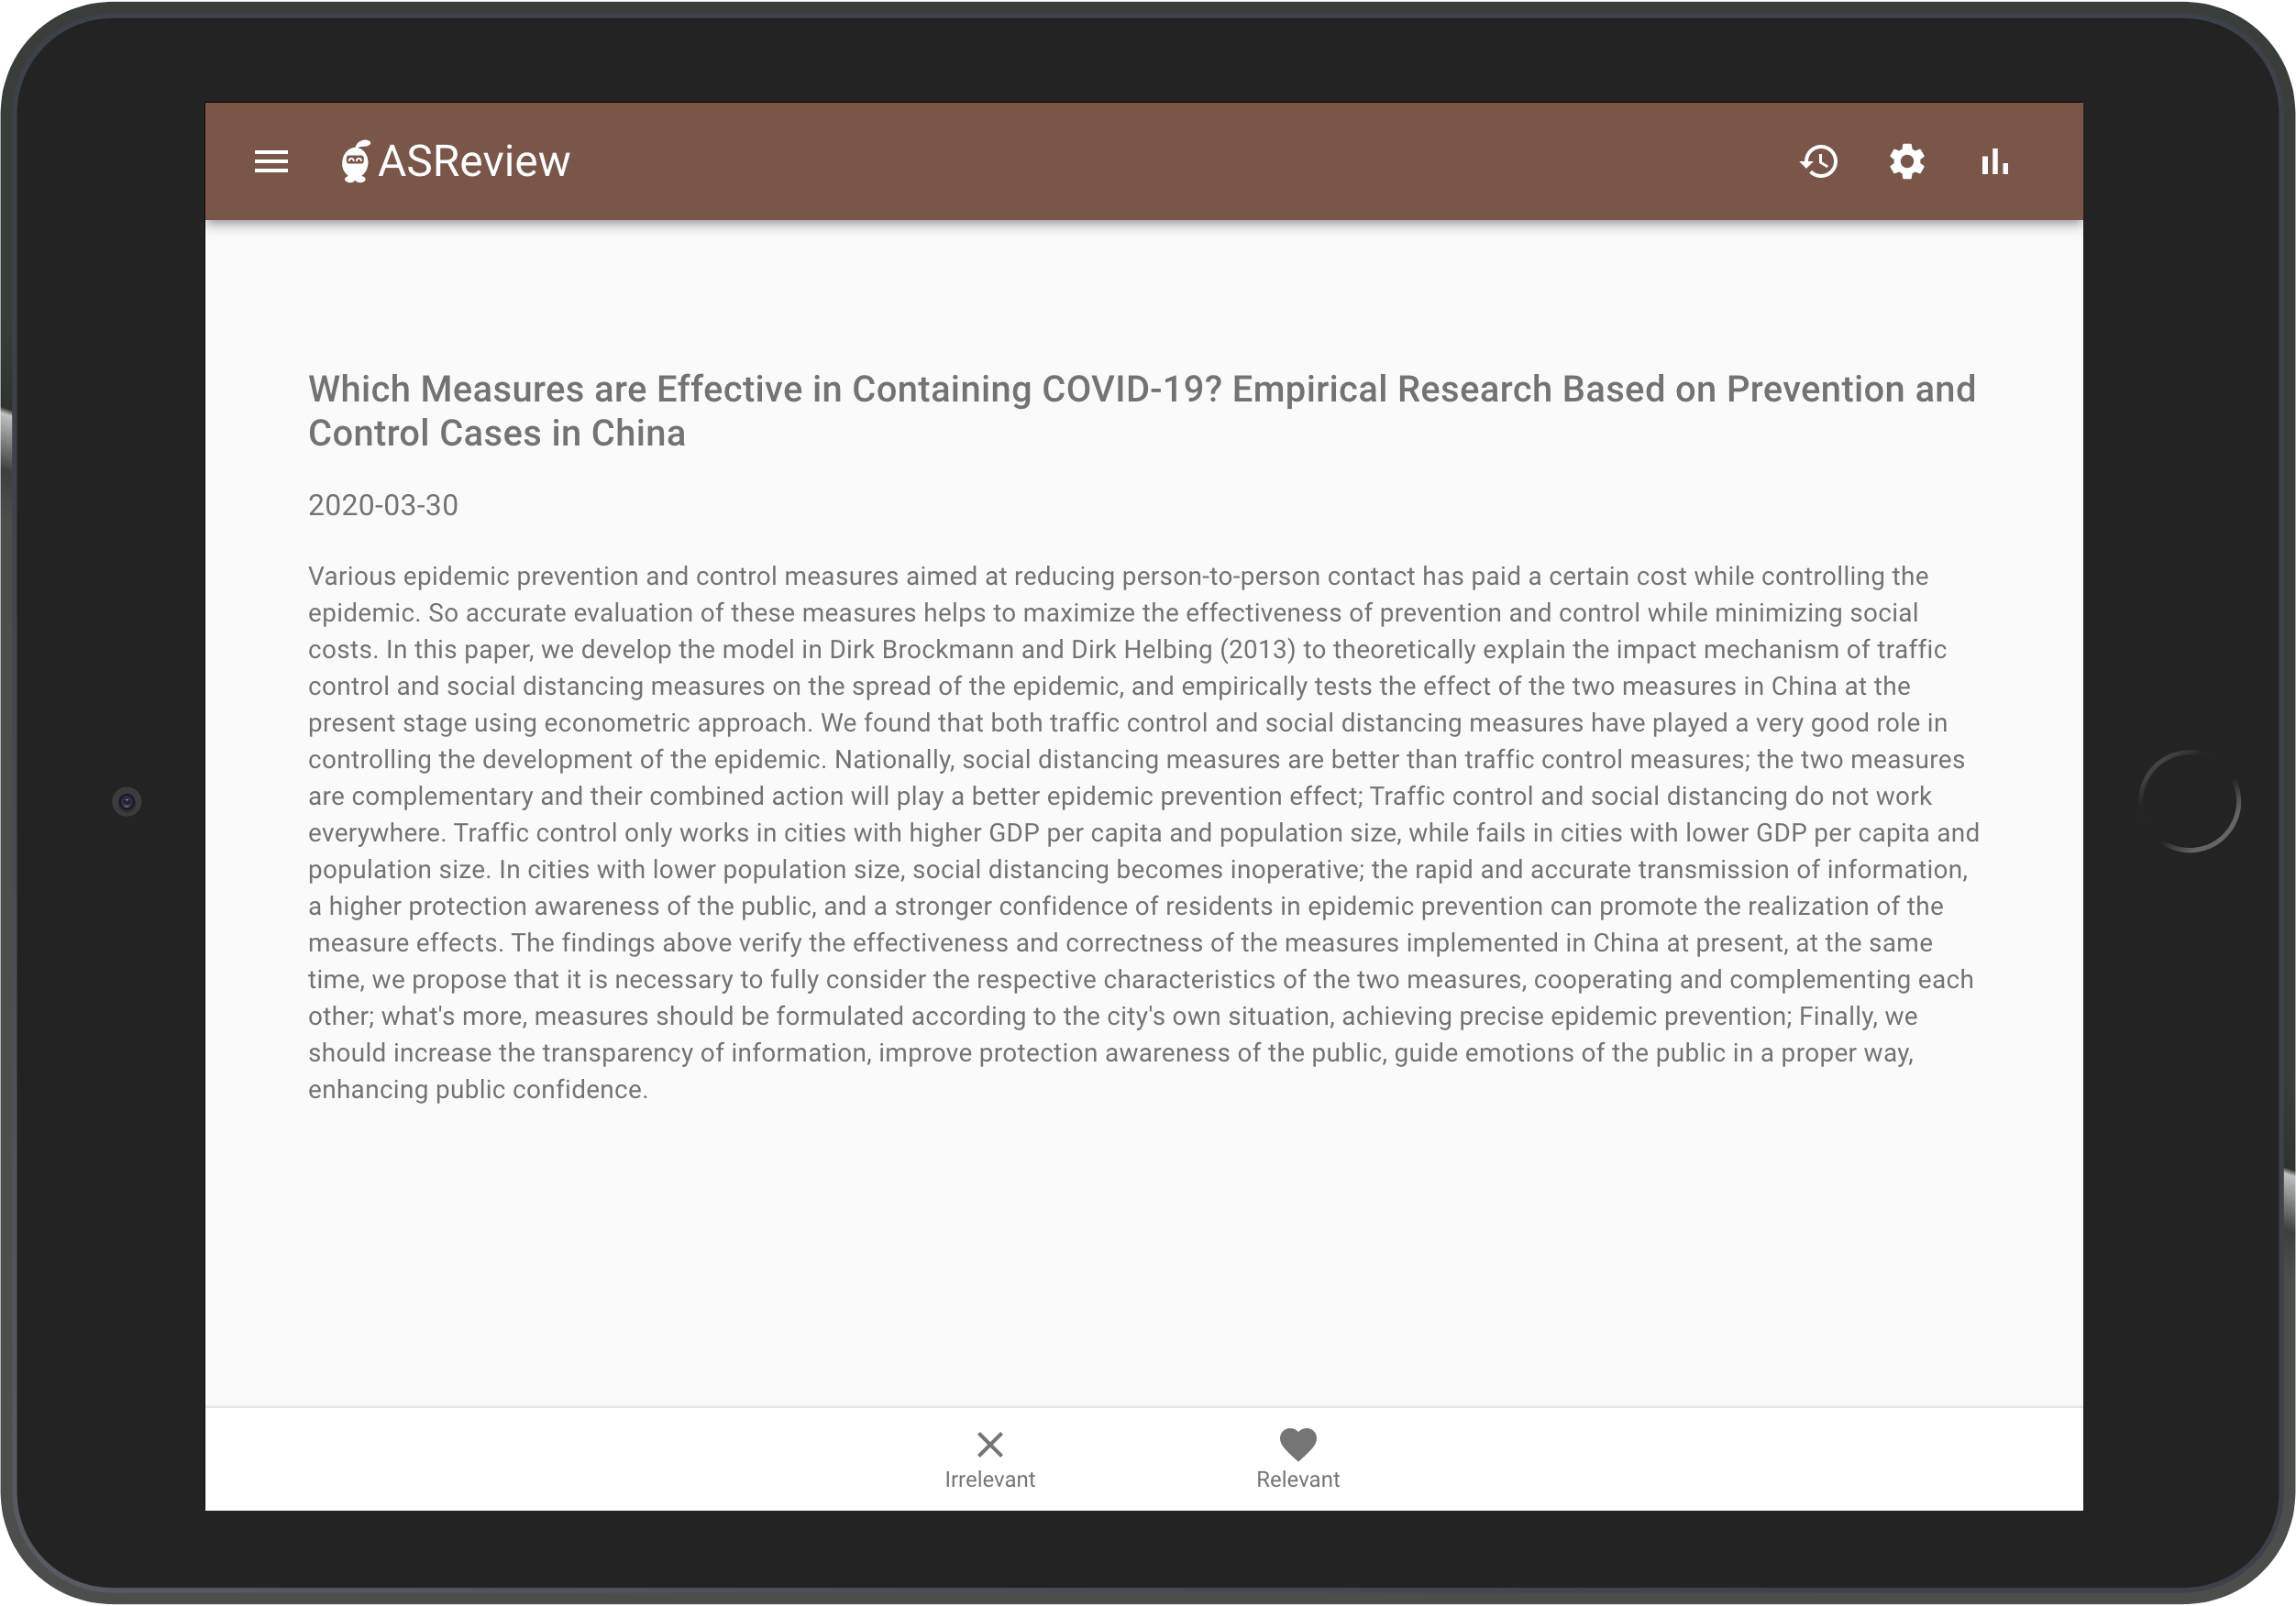 ASReview
Which Measures are Effective in Containing COVID-19? Empirical Research Based on Prevention and
Control Cases in China
2020-03-30
Various epidemic prevention and control measures aimed at reducing person-to-person contact has paid a certain cost while controlling the
epidemic. So accurate evaluation of these measures helps to maximize the effectiveness of prevention and control while minimizing social
costs. In this paper, we develop the model in Dirk Brockmann and Dirk Helbing (2013) to theoretically explain the impact mechanism of traffic
control and social distancing measures on the spread of the epidemic, and empirically tests the effect of the two measures in China at the
present stage using econometric approach. We found that both traffic control and social distancing measures have played a very good role in
controlling the development of the epidemic. Nationally, social distancing measures are better than traffic control measures; the two measures
are complementary and their combined action will play a better epidemic prevention effect; Traffic control and social distancing do not work
everywhere. Traffic control only works in cities with higher GDP per capita and population size, while fails in cities with lower GDP per capita and
population size. In cities with lower population size, social distancing becomes inoperative; the rapid and accurate transmission of information,
a higher protection awareness of the public, and a stronger confidence of residents in epidemic prevention can promote the realization of the
measure effects. The findings above verify the effectiveness and correctness of the measures implemented in China at present, at the same
time, we propose that it is necessary to fully consider the respective characteristics of the two measures, cooperating and complementing each
other; what's more, measures should be formulated according to the city's own situation, achieving precise epidemic prevention; Finally, we
should increase the transparency of information, improve protection awareness of the public, guide emotions of the public in a proper way,
enhancing public confidence.
Irrelevant
Relevant